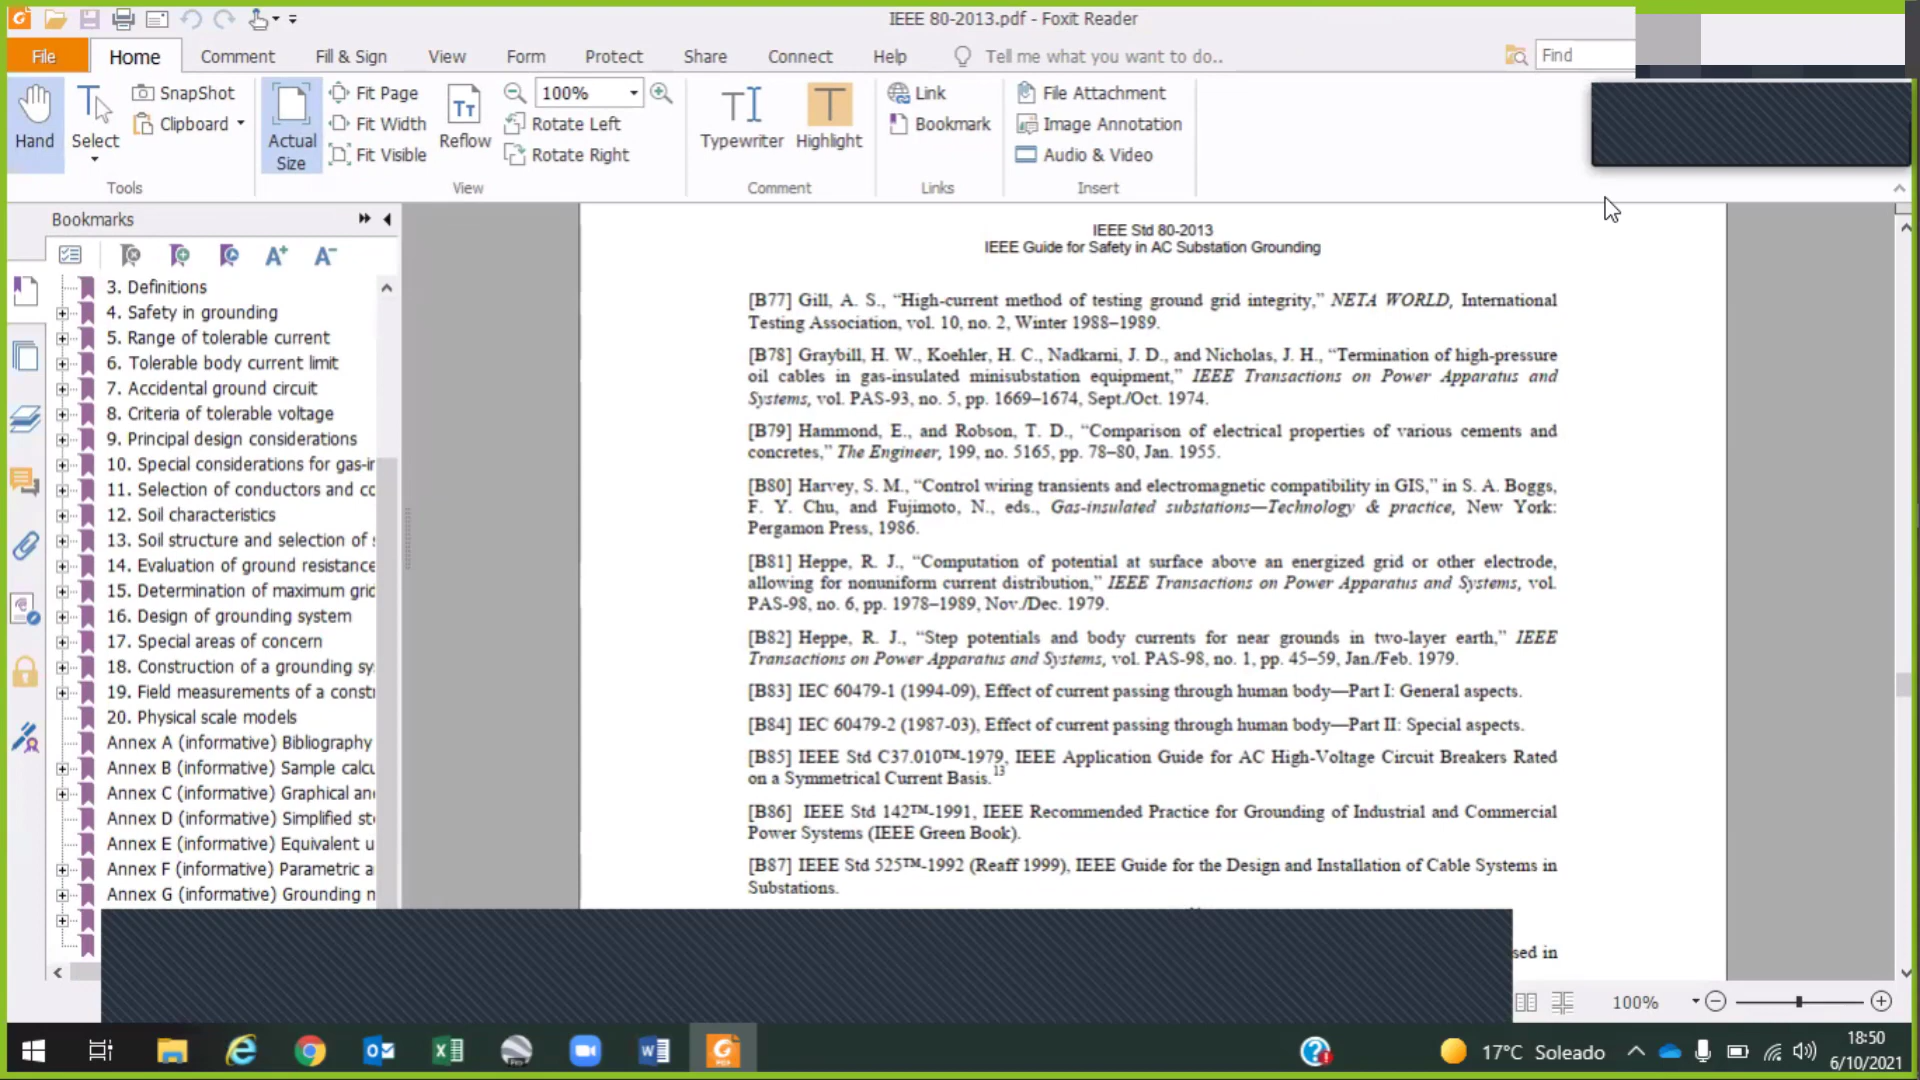 IEEE 80-2013.pdf - Foxit Reader
File Home Comment Fill & Sign View Form Protect Share Connect Help Tell me what you want to do.. Find
Hand
Select
SnapShot
Clipboard
Tools
Actual
Size
Fit Page
Fit Width
Fit Visible
Reflow
100%
Rotate Left
Rotate Right
View
Typewriter
Highlight
Comment
Link
Bookmark
Links
File Attachment
Image Annotation
Audio & Video
Insert
Bookmarks
3. Definitions
4. Safety in grounding
5. Range of tolerable current
6. Tolerable body current limit
7. Accidental ground circuit
8. Criteria of tolerable voltage
9. Principal design considerations
10. Special considerations for gas-i
11. Selection of conductors and co
12. Soil characteristics
13. Soil structure and selection of
14. Evaluation of ground resistance
15. Determination of maximum grid
16. Design of grounding system
17. Special areas of concern
18. Construction of a grounding sy
19. Field measurements of a const
20. Physical scale models
Annex A (informative) Bibliography
Annex B (informative) Sample calcu
Annex C (informative) Graphical an
Annex D (informative) Simplified st
Annex E (informative) Equivalent u
Annex F (informative) Parametric a
Annex G (informative) Grounding m
IEEE Std 80-2013
IEEE Guide for Safety in AC Substation Grounding
[B77] Gill, A. S., “High-current method of testing ground grid integrity,” NETA WORLD, International
Testing Association, vol. 10, no. 2, Winter 1988–1989.
[B78] Graybill, H. W., Koehler, H. C., Nadkarni, J. D., and Nicholas, J. H., “Termination of high-pressure
oil cables in gas-insulated minisubstation equipment,” IEEE Transactions on Power Apparatus and
Systems, vol. PAS-93, no. 5, pp. 1669–1674, Sept./Oct. 1974.
[B79] Hammond, E., and Robson, T. D., “Comparison of electrical properties of various cements and
concretes,” The Engineer, 199, no. 5165, pp. 78–80, Jan. 1955.
[B80] Harvey, S. M., “Control wiring transients and electromagnetic compatibility in GIS,” in S. A. Boggs,
F. Y. Chu, and Fujimoto, N., eds., Gas-insulated substations—Technology & practice, New York:
Pergamon Press, 1986.
[B81] Heppe, R. J., “Computation of potential at surface above an energized grid or other electrode,
allowing for nonuniform current distribution,” IEEE Transactions on Power Apparatus and Systems, vol.
PAS-98, no. 6, pp. 1978–1989, Nov./Dec. 1979.
[B82] Heppe, R. J., “Step potentials and body currents for near grounds in two-layer earth,” IEEE
Transactions on Power Apparatus and Systems, vol. PAS-98, no. 1, pp. 45–59, Jan./Feb. 1979.
[B83] IEC 60479-1 (1994-09), Effect of current passing through human body—Part I: General aspects.
[B84] IEC 60479-2 (1987-03), Effect of current passing through human body—Part II: Special aspects.
[B85] IEEE Std C37.010™-1979, IEEE Application Guide for AC High-Voltage Circuit Breakers Rated
on a Symmetrical Current Basis.13
[B86] IEEE Std 142™-1991, IEEE Recommended Practice for Grounding of Industrial and Commercial
Power Systems (IEEE Green Book).
[B87] IEEE Std 525™-1992 (Reaff 1999), IEEE Guide for the Design and Installation of Cable Systems in
Substations.
sed in
100%
17°C Soleado
18:50
6/10/2021